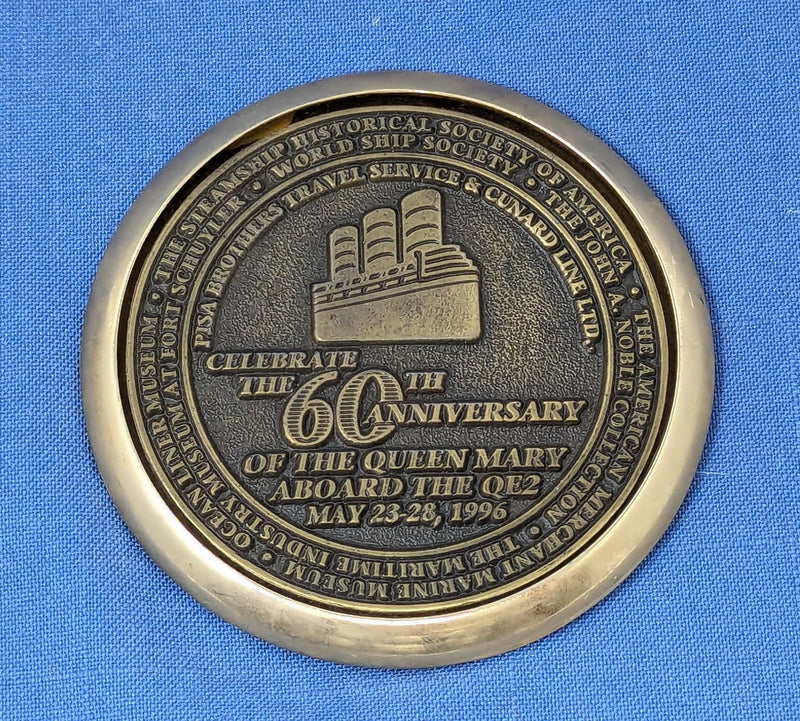 OCEAN LINER MUSEUM • THE STEAMSHIP HISTORICAL SOCIETY OF AMERICA • THE AMERICAN MERCHANT MARINE MUSEUM •
THE MARITIME INDUSTRY MUSEUM AT FORT SCHUYLER • WORLD SHIP SOCIETY • THE JOHN A. NOBLE COLLECTION •
PISA BROTHERS TRAVEL SERVICE & CUNARD LINE LTD.,
CELEBRATE
THE 60TH
ANNIVERSARY
OF THE QUEEN MARY
ABOARD THE QE2
MAY 23-28, 1996